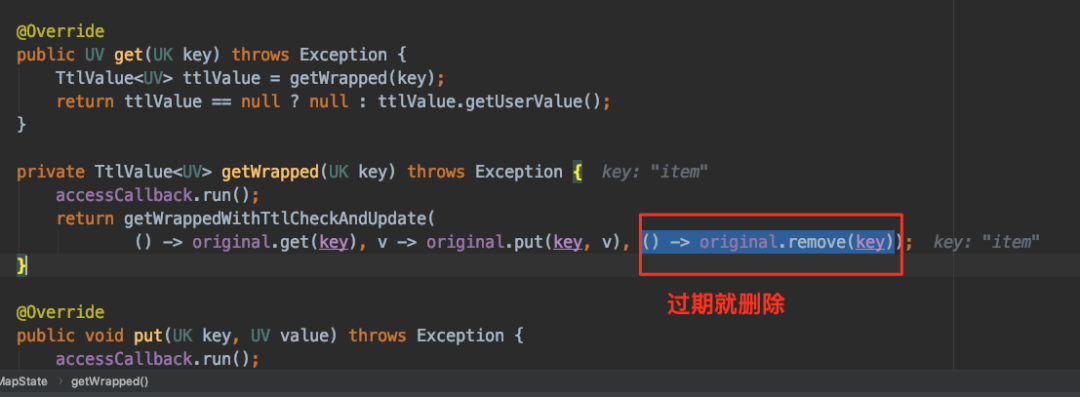 @Override
public UV get(UK key) throws Exception {
    TtlValue<UV> ttlValue = getWrapped(key);
    return ttlValue == null ? null : ttlValue.getUserValue();
}
private TtlValue<UV> getWrapped(UK key) throws Exception {  key: "item"
    accessCallback.run();
    return getWrappedWithTtlCheckAndUpdate(
            () -> original.get(key), v -> original.put(key, v), () -> original.remove(key));  key: "item"
}
过期就删除
@Override
public void put(UK key, UV value) throws Exception {
    accessCallback.run();
MapState > getWrapped()